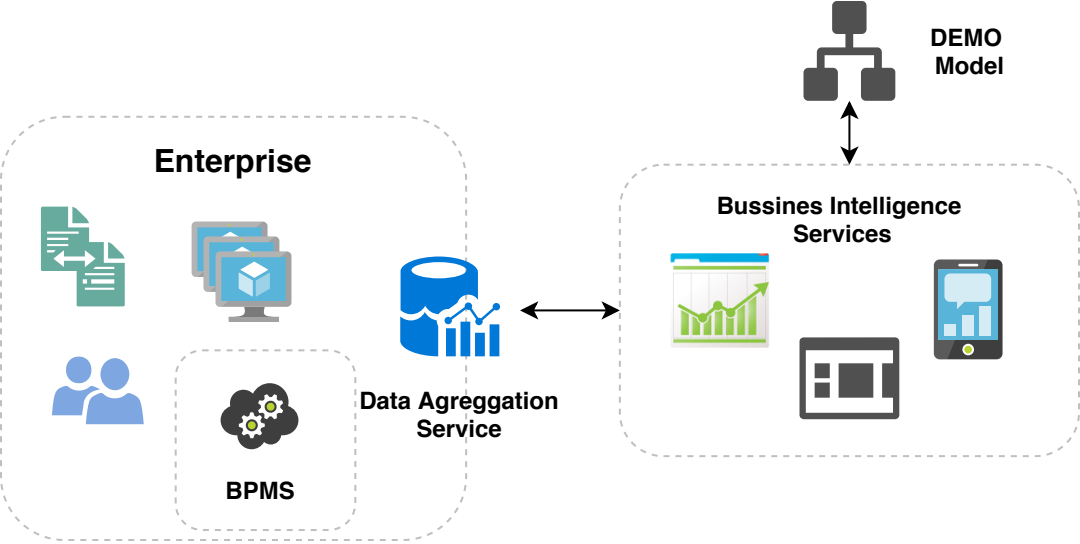 DEMO
Model
Enterprise
Bussines Intelligence
Services
Data Agreggation
Service
BPMS